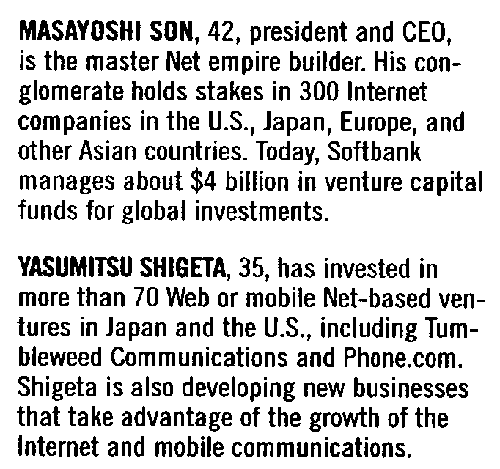 MASAYOSHI SON, 42, president and CEO,
is the master Net empire builder. His con-
glomerate holds stakes in 300 Internet
companies in the U.S., Japan, Europe, and
other Asian countries. Today, Softbank
manages about $4 billion in venture capital
funds for global investments.
YASUMITSU SHIGETA, 35, has invested in
more than 70 Web or mobile Net-based ven-
tures in Japan and the U.S., including Tum-
bleweed Communications and Phone.com.
Shigeta is also developing new businesses
that take advantage of the growth of the
Internet and mobile communications.